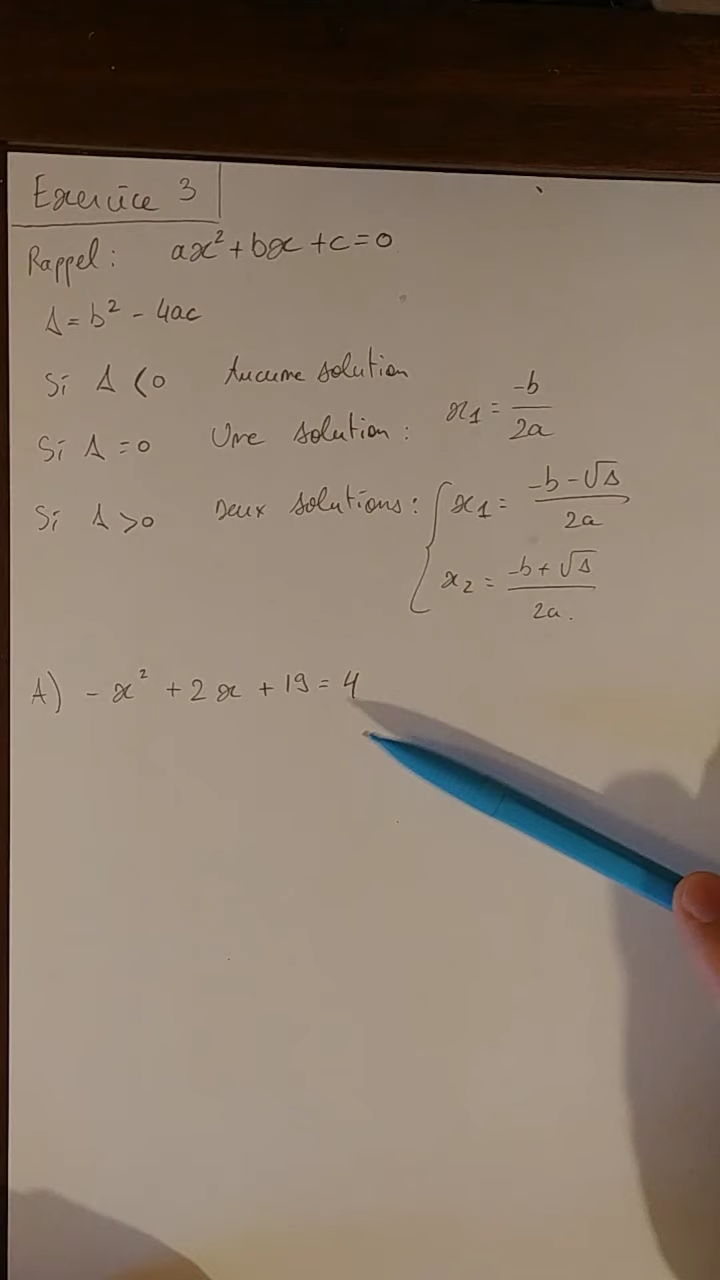 Exercice 3
Rappel : ax² + bx + c = 0
Δ = b² - 4ac
Si Δ < 0 Aucune solution
Si Δ = 0 Une solution : x₁ = -b / 2a
Si Δ > 0 Deux solutions : { x₁ = -b - √Δ / 2a
x₂ = -b + √Δ / 2a.
A) - x² + 2x + 19 = 4